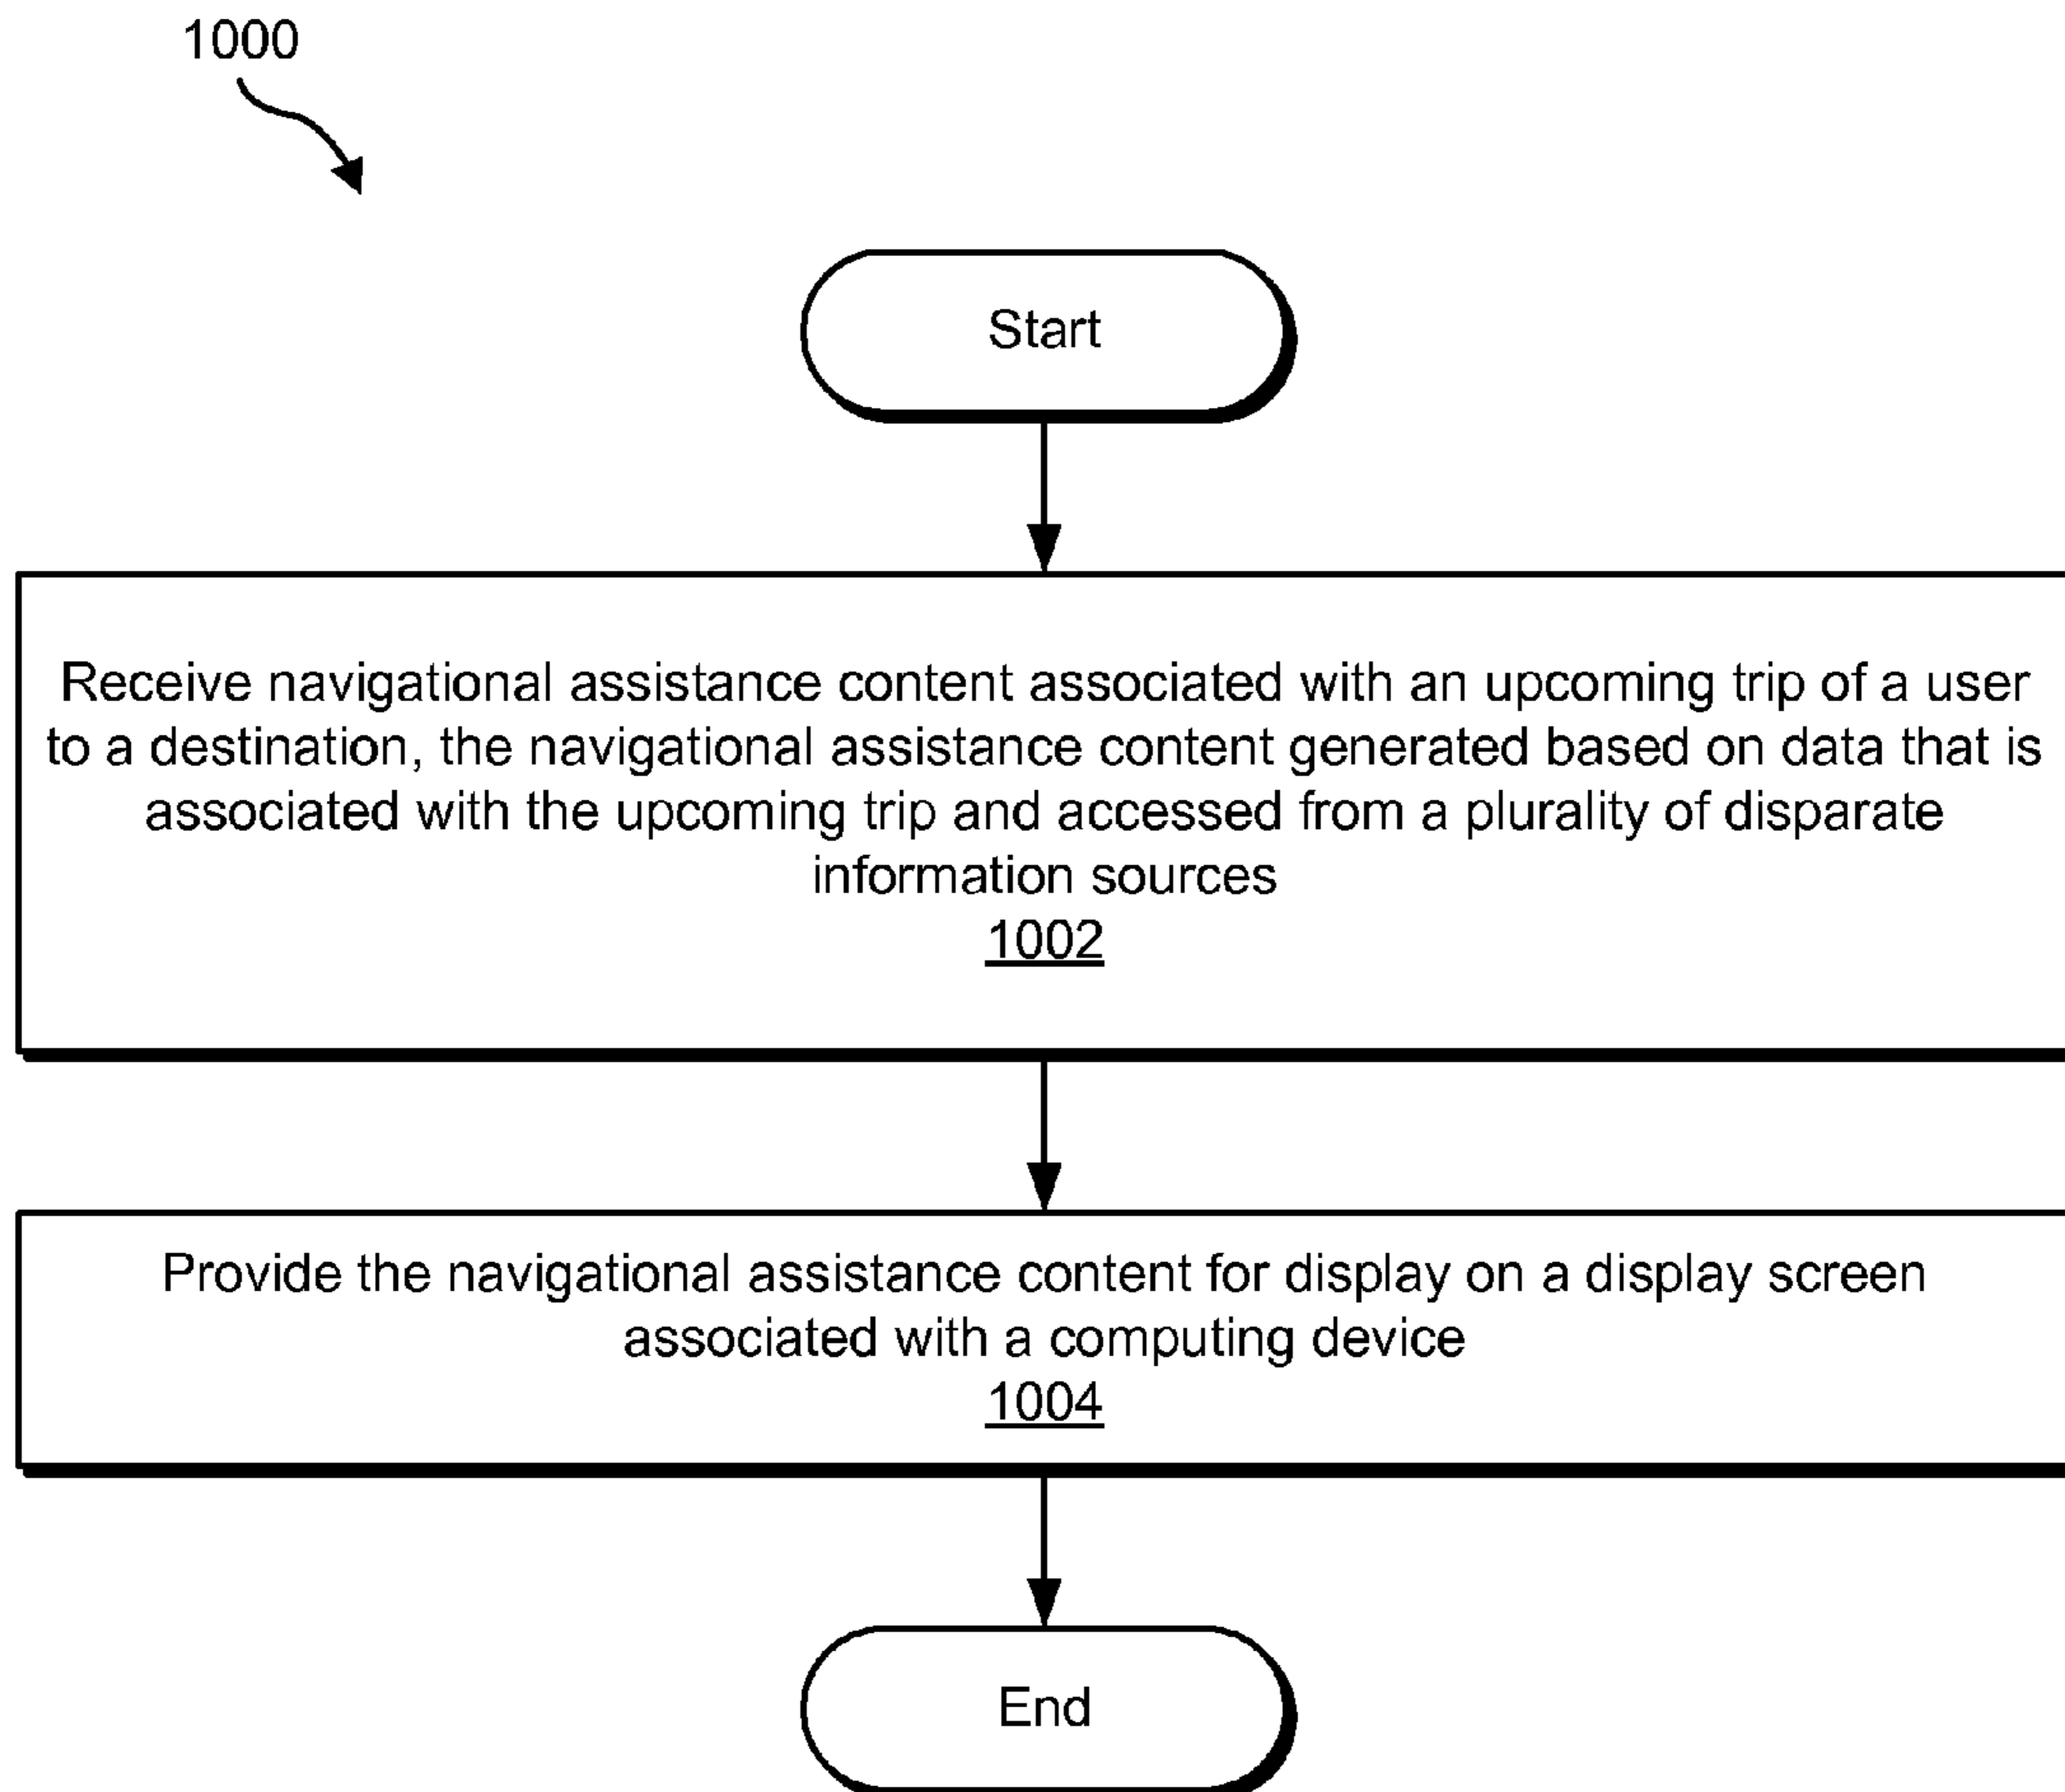 1000
Start
Receive navigational assistance content associated with an upcoming trip of a user
to a destination, the navigational assistance content generated based on data that is
associated with the upcoming trip and accessed from a plurality of disparate
information sources
1002
Provide the navigational assistance content for display on a display screen
associated with a computing device
1004
End